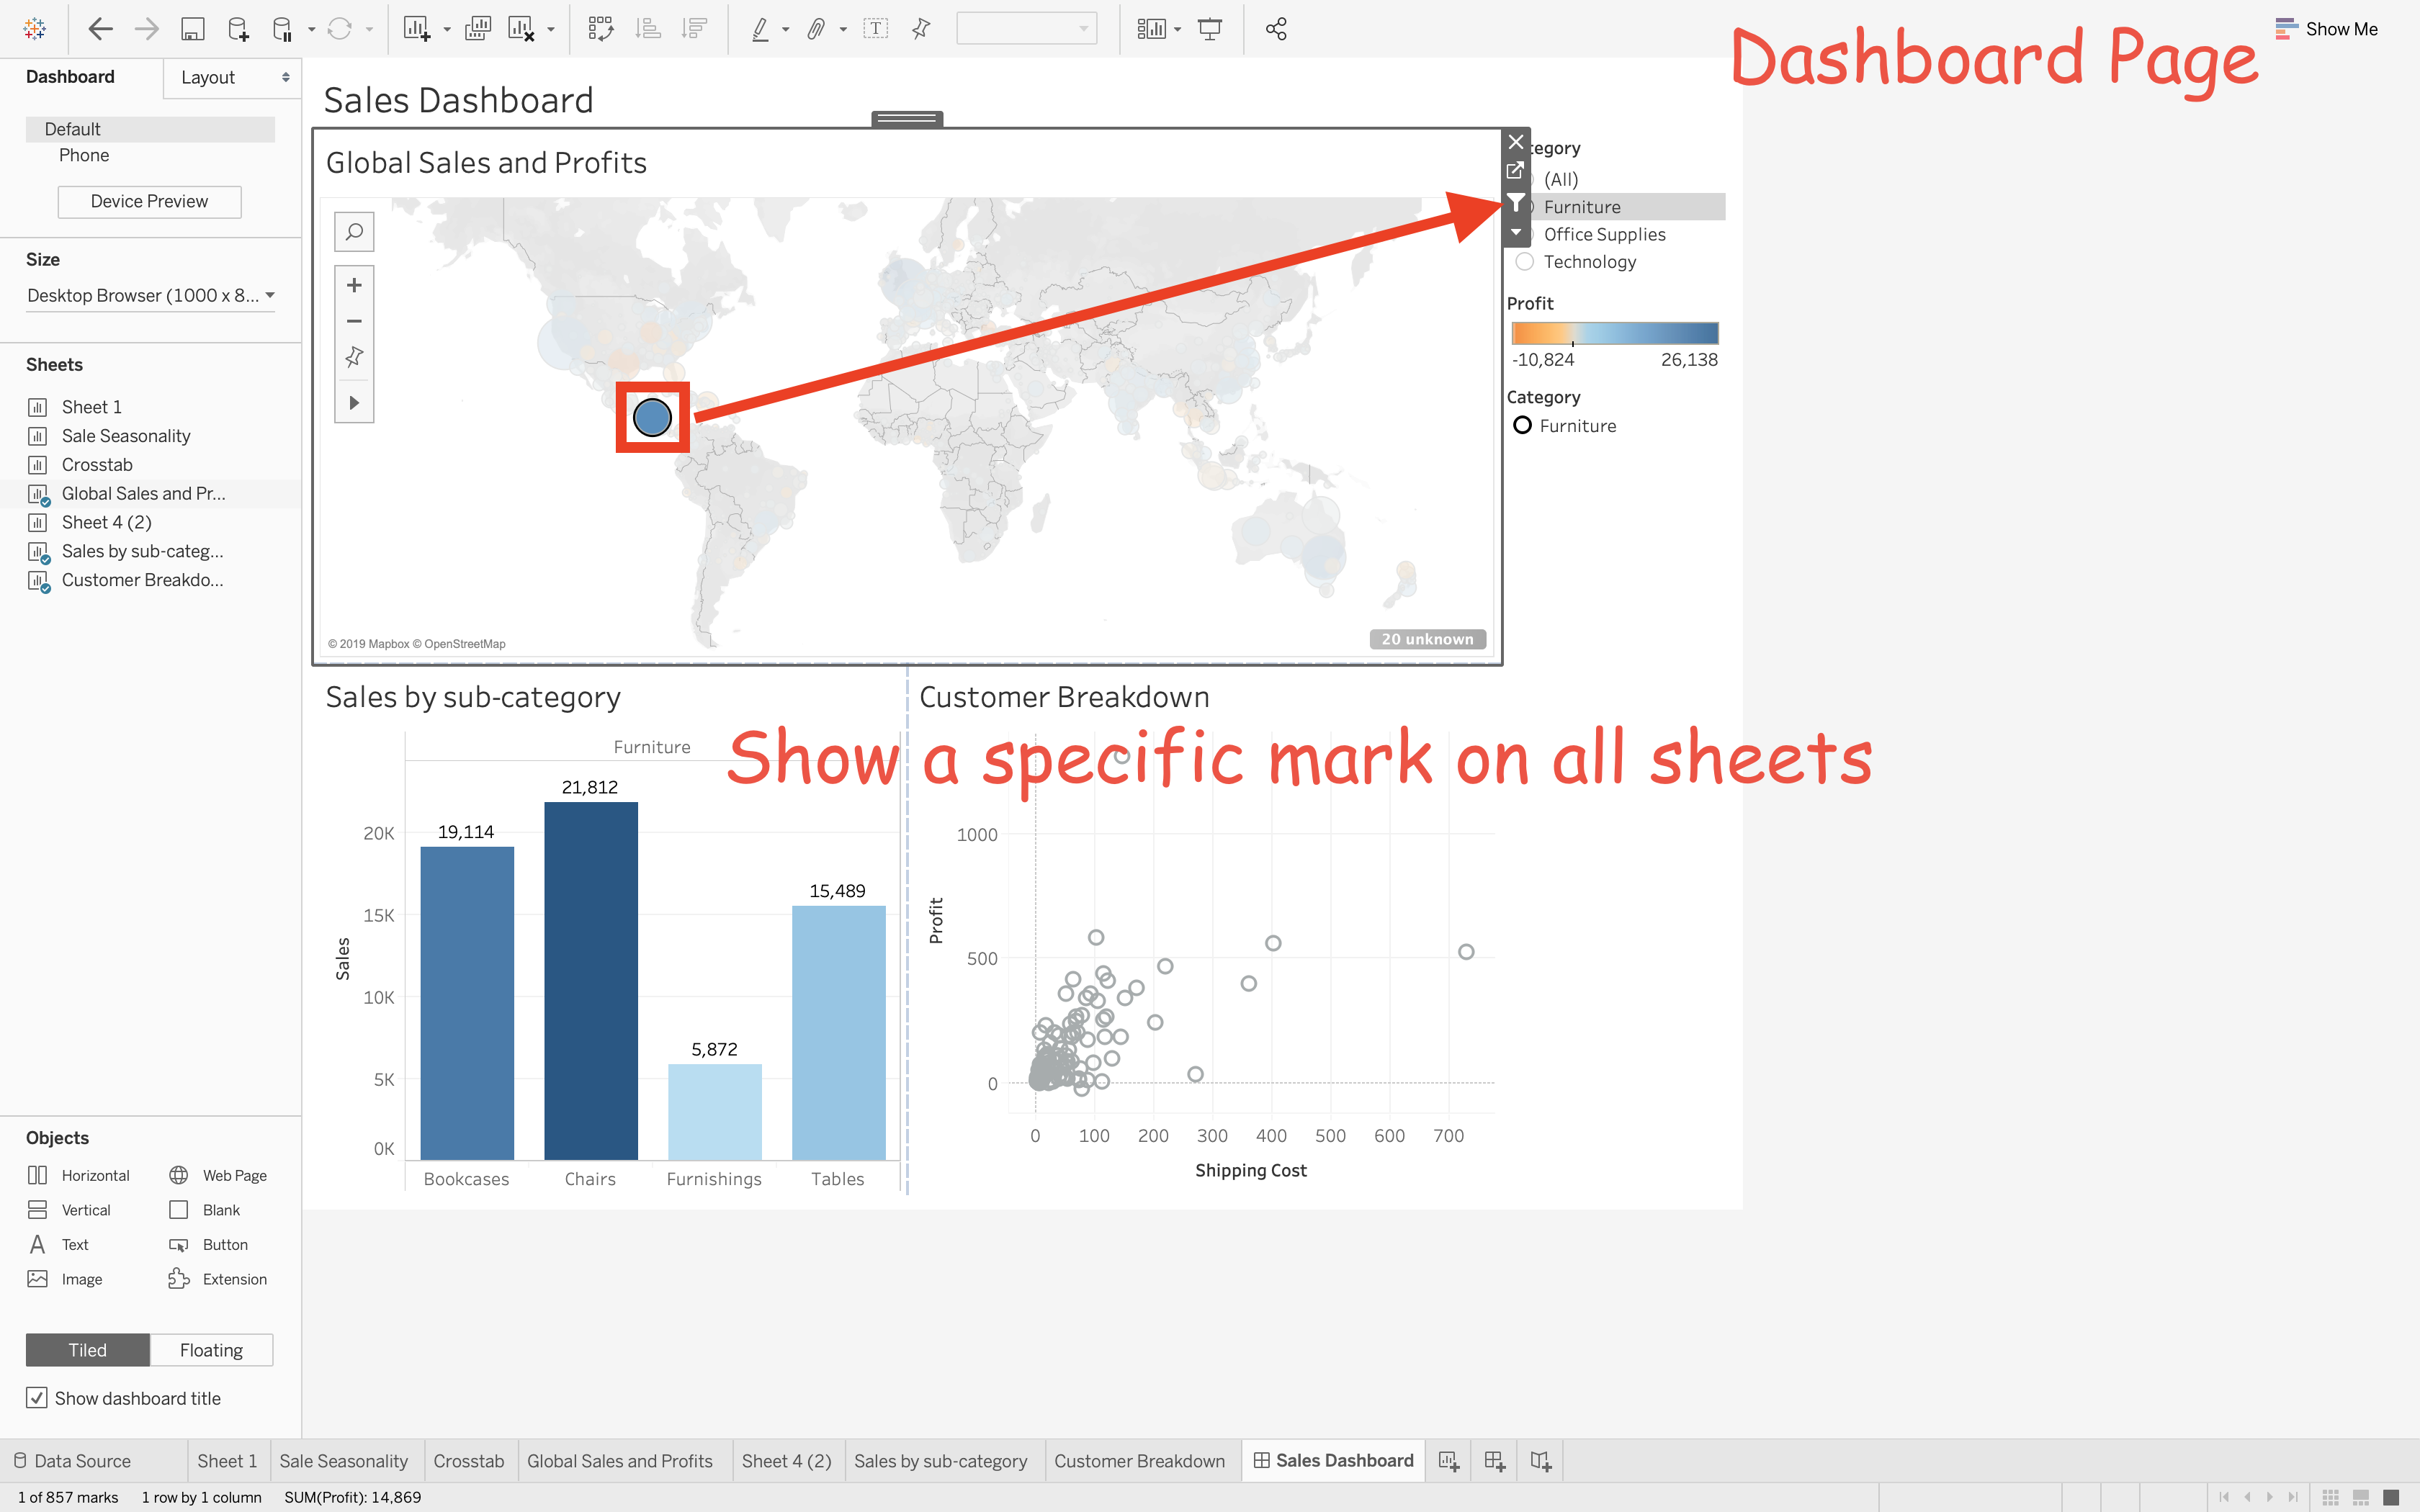 Show Me
Dashboard Page
Dashboard
Layout
Default
Phone
Device Preview
Size
Desktop Browser (1000 x 8...
Sheets
Sheet 1
Sale Seasonality
Crosstab
Global Sales and Pr...
Sheet 4 (2)
Sales by sub-categ...
Customer Breakdo...
Objects
Horizontal
Web Page
Vertical
Blank
Text
Button
Image
Extension
Tiled
Floating
Show dashboard title
Sales Dashboard
Global Sales and Profits
© 2019 Mapbox © OpenStreetMap
20 unknown
tegory
(All)
Furniture
Office Supplies
Technology
Profit
-10,824
26,138
Category
Furniture
Sales by sub-category
Customer Breakdown
Show a specific mark on all sheets
Furniture
Sales
20K
15K
10K
5K
0K
19,114
21,812
5,872
15,489
Bookcases
Chairs
Furnishings
Tables
Profit
1000
500
0
0 100 200 300 400 500 600 700
Shipping Cost
Data Source
Sheet 1
Sale Seasonality
Crosstab
Global Sales and Profits
Sheet 4 (2)
Sales by sub-category
Customer Breakdown
Sales Dashboard
1 of 857 marks
1 row by 1 column
SUM(Profit): 14,869